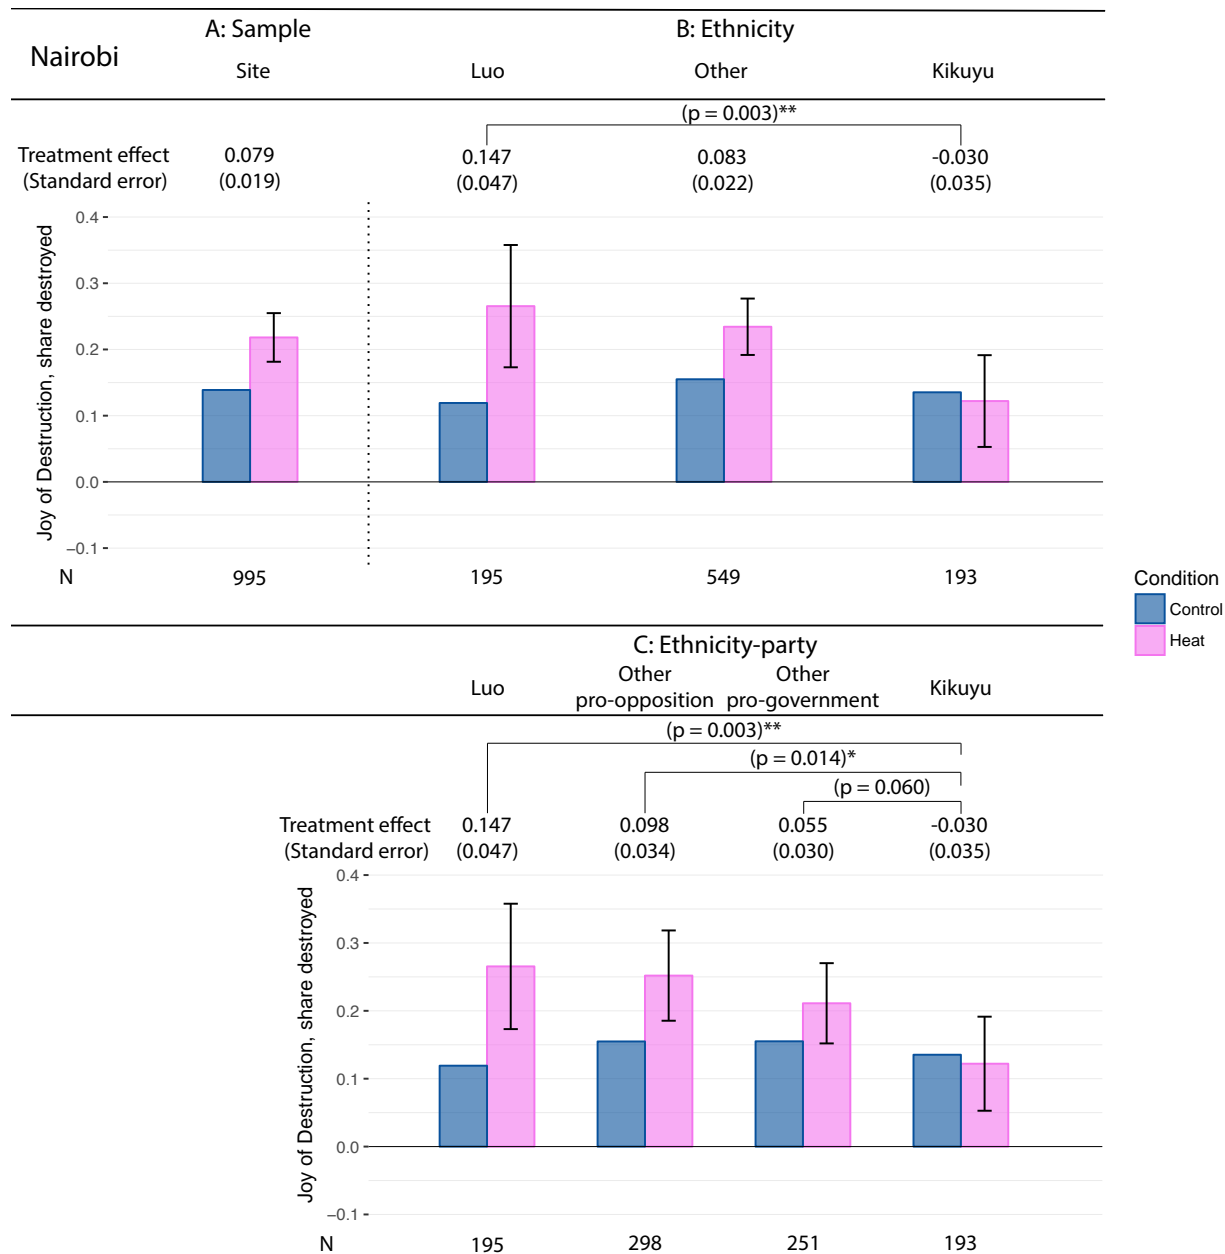 Nairobi
A: Sample
B: Ethnicity
Site
Luo
Other
Kikuyu
(p = 0.003)**
Treatment effect 0.079 0.147 0.083 -0.030
(Standard error) (0.019) (0.047) (0.022) (0.035)
Joy of Destruction, share destroyed
0.4
0.3
0.2
0.1
0.0
−0.1
N 995 195 549 193
Condition
Control
Heat
C: Ethnicity-party
Luo
Other
pro-opposition
Other
pro-government
Kikuyu
(p = 0.003)**
(p = 0.014)*
(p = 0.060)
Treatment effect 0.147 0.098 0.055 -0.030
(Standard error) (0.047) (0.034) (0.030) (0.035)
Joy of Destruction, share destroyed
0.4
0.3
0.2
0.1
0.0
−0.1
N 195 298 251 193